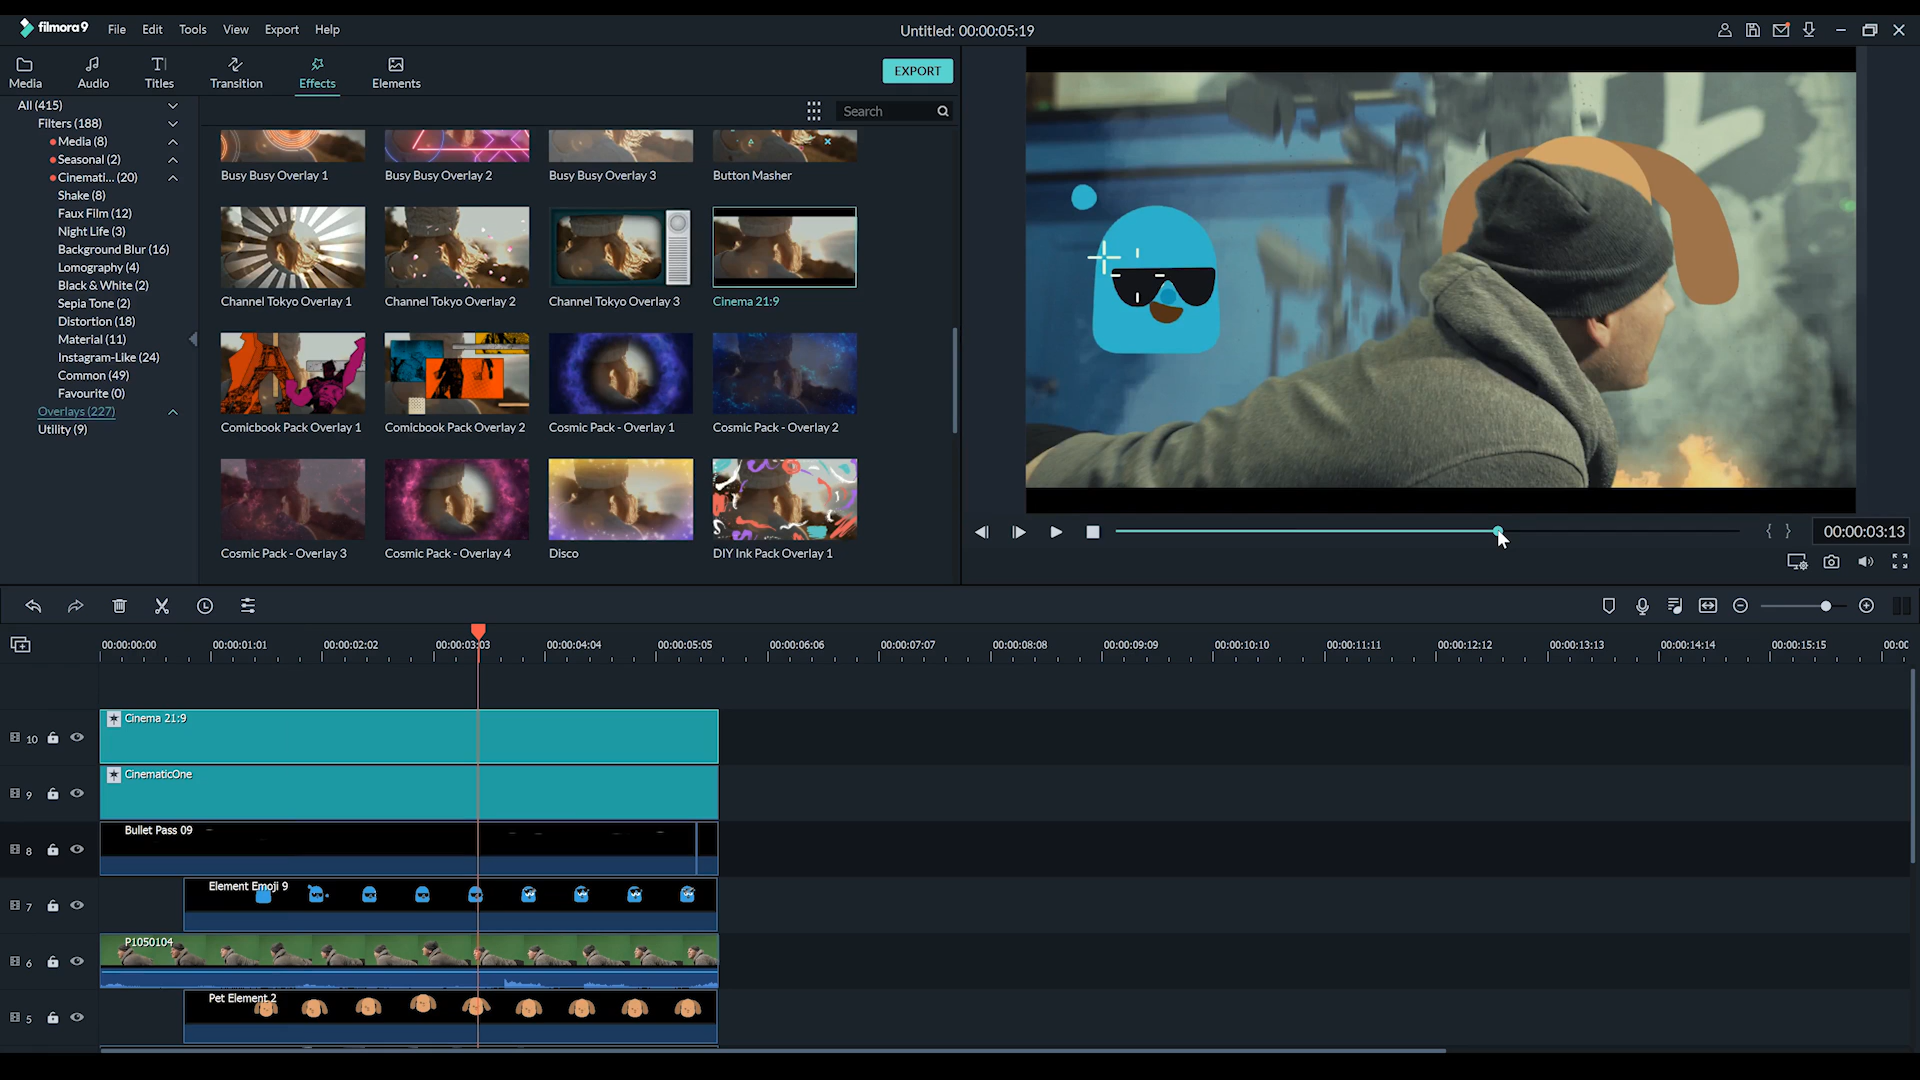 filmora9 File Edit Tools View Export Help
Untitled: 00:00:05:19
Media Audio Titles Transition Effects Elements
EXPORT
All (415)
Filters (188)
Media (8)
Seasonal (2)
Cinemati... (20)
Shake (8)
Faux Film (12)
Night Life (3)
Background Blur (16)
Lomography (4)
Black & White (2)
Sepia Tone (2)
Distortion (18)
Material (11)
Instagram-Like (24)
Common (49)
Favourite (0)
Overlays (227)
Utility (9)
Search
Busy Busy Overlay 1 Busy Busy Overlay 2 Busy Busy Overlay 3 Button Masher
Channel Tokyo Overlay 1 Channel Tokyo Overlay 2 Channel Tokyo Overlay 3 Cinema 21:9
Comicbook Pack Overlay 1 Comicbook Pack Overlay 2 Cosmic Pack - Overlay 1 Cosmic Pack - Overlay 2
Cosmic Pack - Overlay 3 Cosmic Pack - Overlay 4 Disco DIY Ink Pack Overlay 1
{ } 00:00:03:13
00:00:00:00 00:00:01:01 00:00:02:02 00:00:03:03 00:00:04:04 00:00:05:05 00:00:06:06 00:00:07:07 00:00:08:08 00:00:09:09 00:00:10:10 00:00:11:11 00:00:12:12 00:00:13:13 00:00:14:14 00:00:15:15 00:00
Cinema 21:9
10
CinematicOne
9
Bullet Pass 09
8
Element Emoji 9
7
P1050104
6
Pet Element 2
5